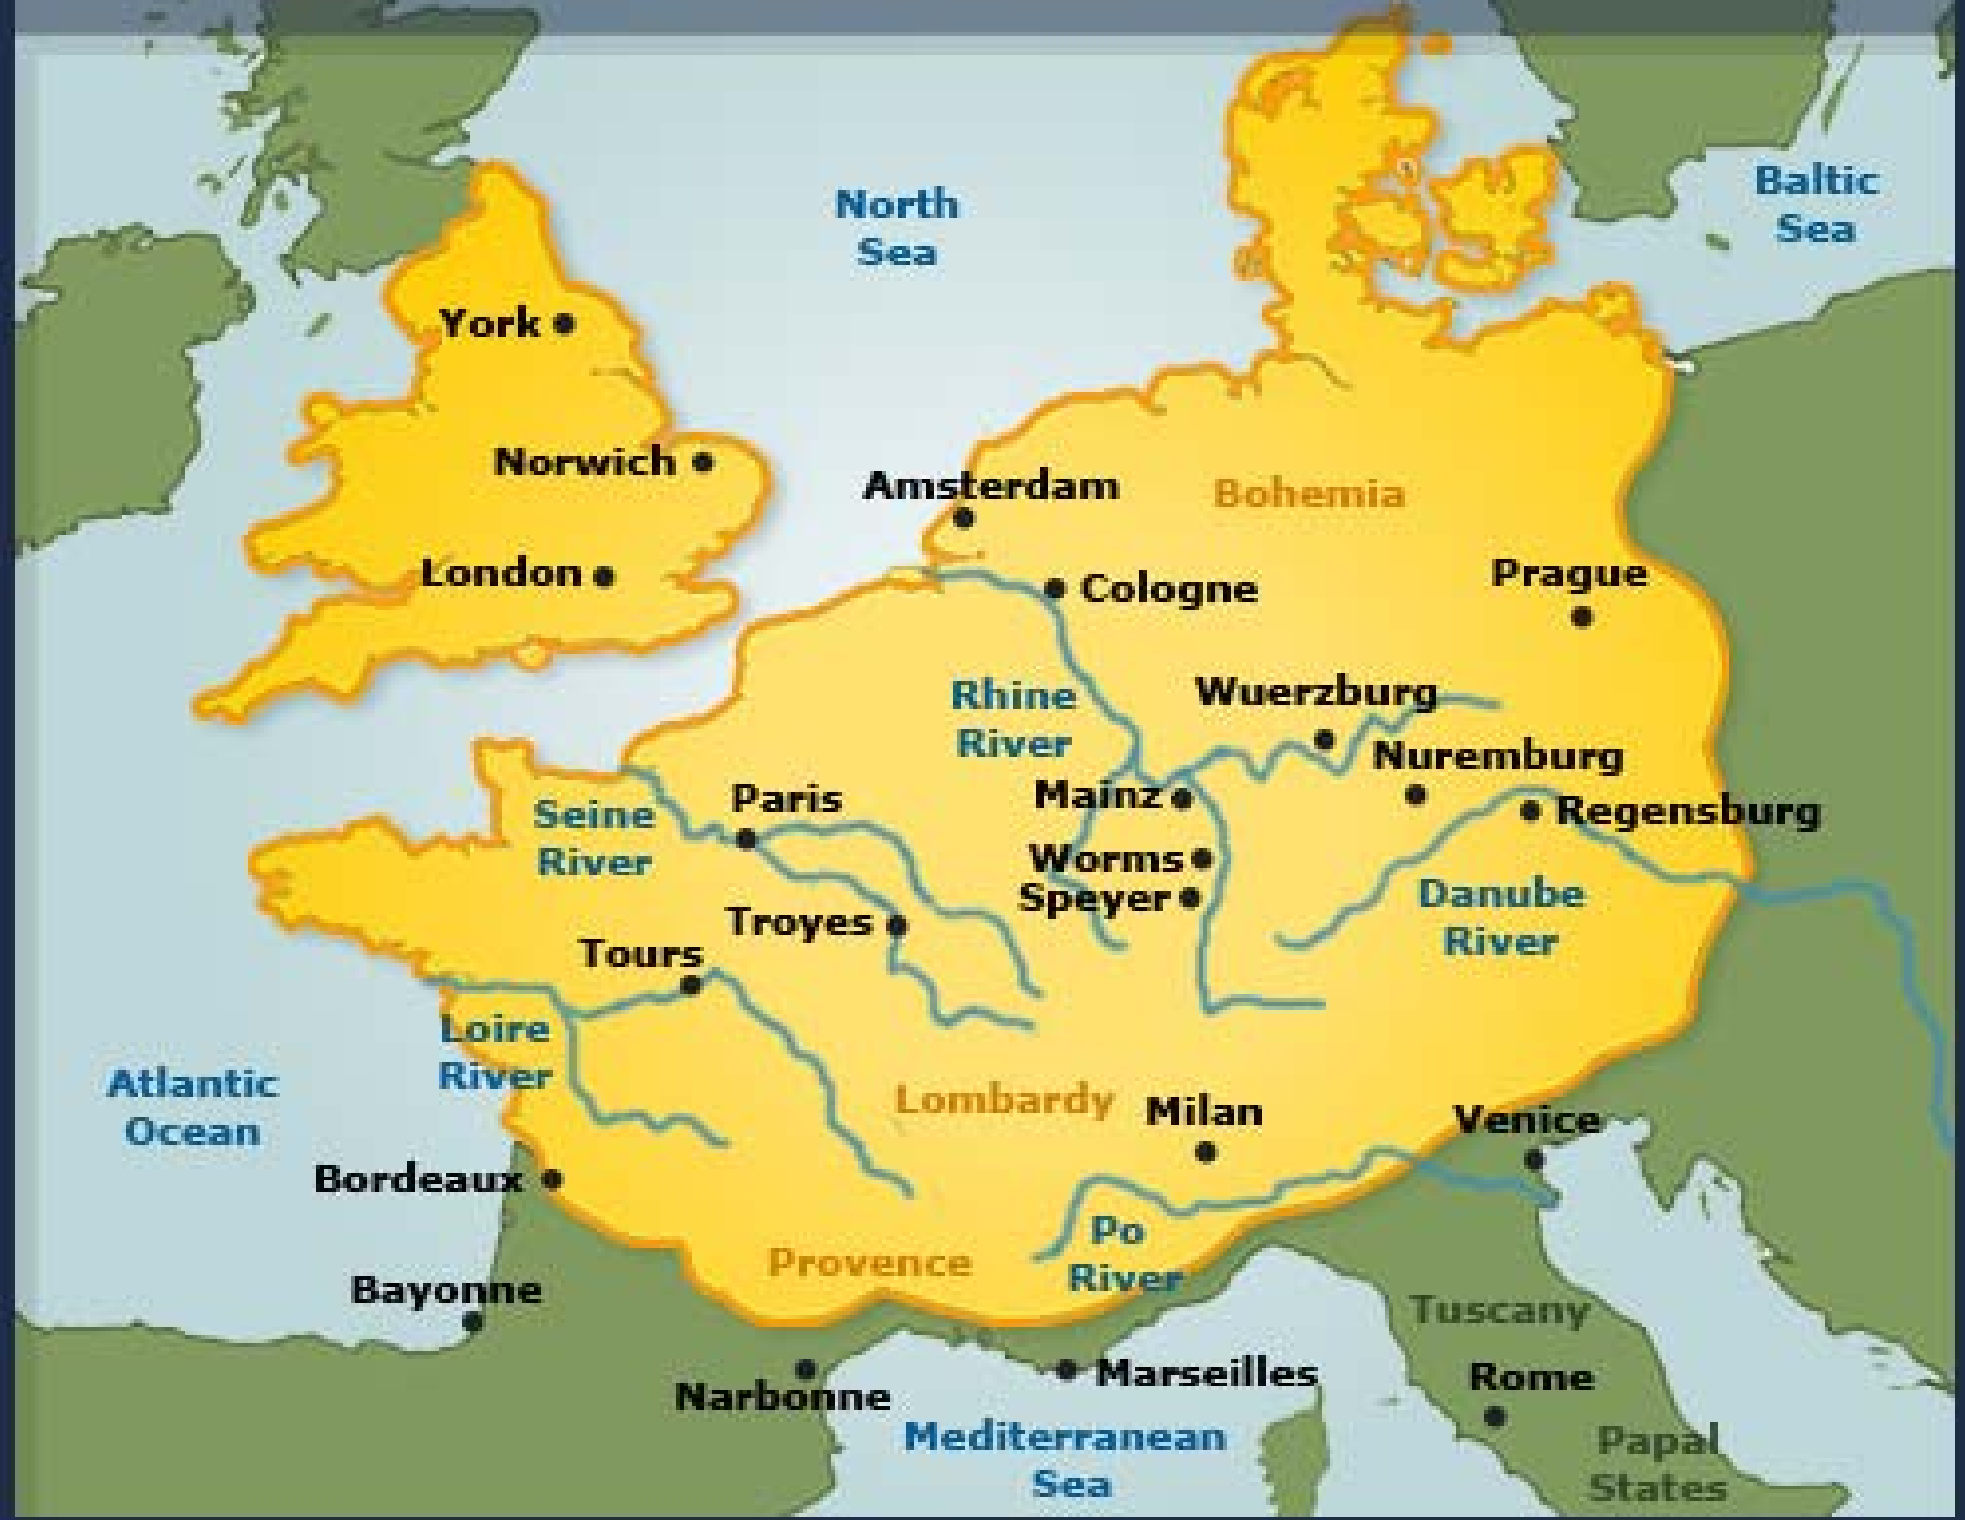 North
Sea
Baltic
Sea
York
Norwich
Amsterdam
Bohemia
London
Cologne
Prague
Rhine
River
Wuerzburg
Nuremburg
Paris
Mainz
Seine
River
Regensburg
Worms
Speyer
Danube
River
Troyes
Tours
Loire
River
Atlantic
Ocean
Lombardy
Milan
Venice
Bordeaux
Po
River
Provence
Bayonne
Tuscany
Marseilles
Rome
Narbonne
Mediterranean
Sea
Papal
States